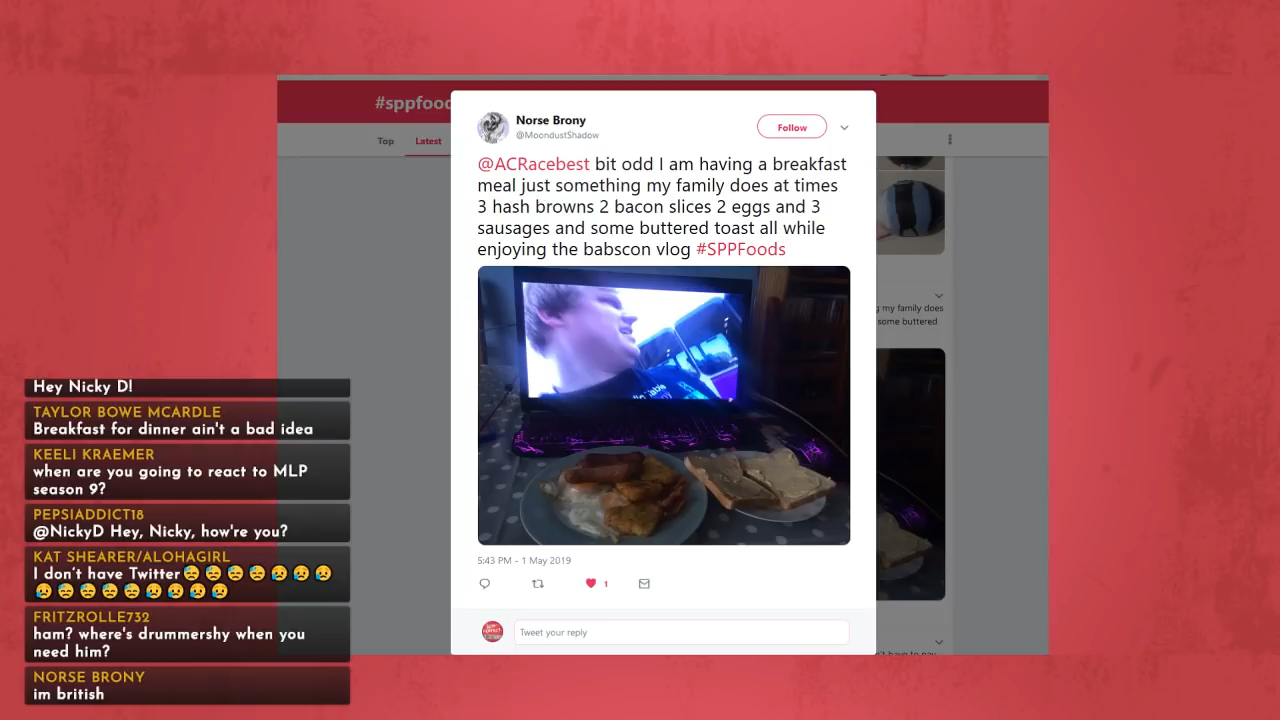 #sppfood
Top
Latest
Norse Brony
@MoondustShadow
Follow
@ACRacebest bit odd I am having a breakfast
meal just something my family does at times
3 hash browns 2 bacon slices 2 eggs and 3
sausages and some buttered toast all while
enjoying the babscon vlog #SPPFoods
my family does
some buttered
5:43 PM - 1 May 2019
1
Tweet your reply
Hey Nicky D!
TAYLOR BOWE MCARDLE
Breakfast for dinner ain't a bad idea
KEELI KRAEMER
when are you going to react to MLP
season 9?
PEPSIADDICT18
@NickyD Hey, Nicky, how're you?
KAT SHEARER/ALOHAGIRL
I don't have Twitter😪😪😪😪😥😥😥
😥😪😪😪😪😥😥😥😥
FRITZROLLE732
ham? where's drummershy when you
need him?
NORSE BRONY
im british